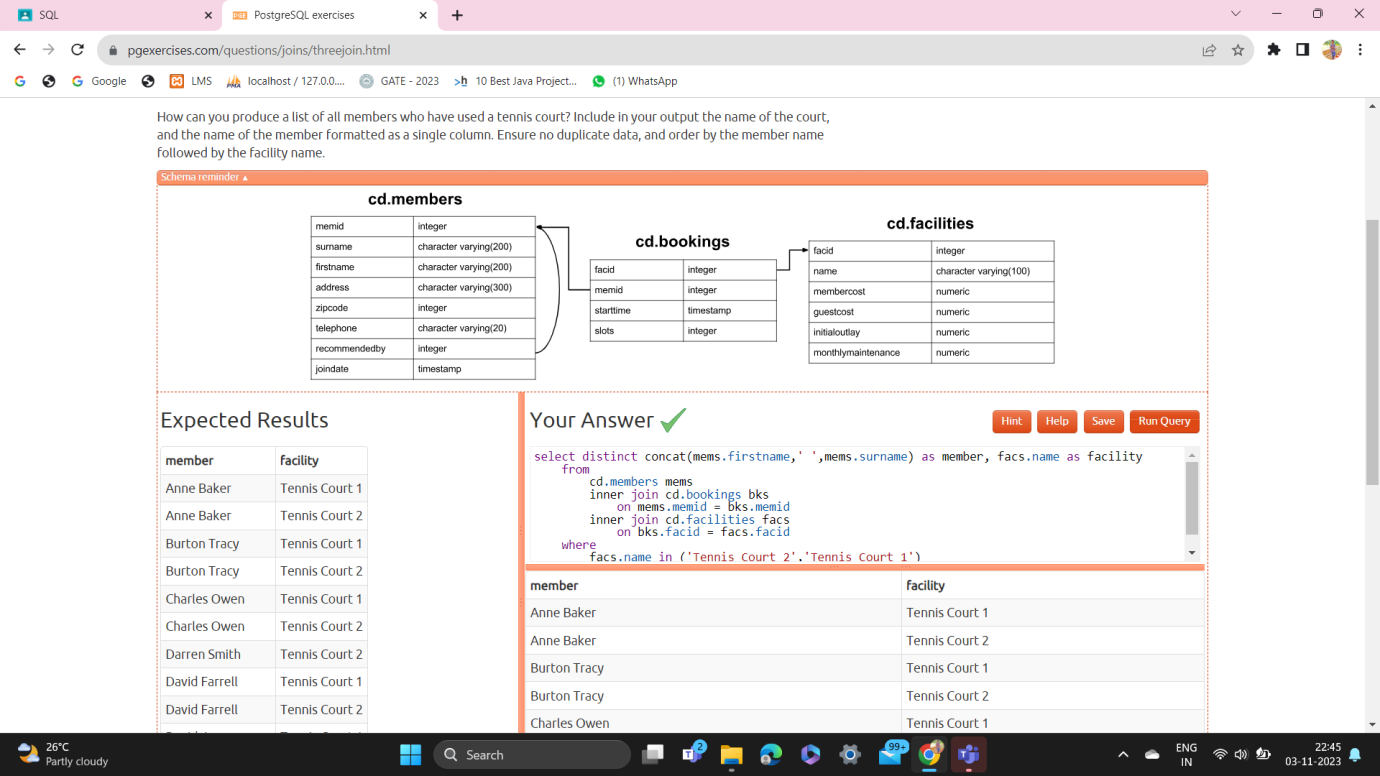 SQL
PostgreSQL exercises
pgexercises.com/questions/joins/threejoin.html
Google
LMS
localhost / 127.0.0....
GATE - 2023
>h 10 Best Java Project...
(1) WhatsApp
How can you produce a list of all members who have used a tennis court? Include in your output the name of the court,
and the name of the member formatted as a single column. Ensure no duplicate data, and order by the member name
followed by the facility name.
Schema reminder ▴
cd.members
memid integer
surname character varying(200)
firstname character varying(200)
address character varying(300)
zipcode integer
telephone character varying(20)
recommendedby integer
joindate timestamp
cd.bookings
facid integer
memid integer
starttime timestamp
slots integer
cd.facilities
facid integer
name character varying(100)
membercost numeric
guestcost numeric
initialoutlay numeric
monthlymaintenance numeric
Expected Results
member facility
Anne Baker Tennis Court 1
Anne Baker Tennis Court 2
Burton Tracy Tennis Court 1
Burton Tracy Tennis Court 2
Charles Owen Tennis Court 1
Charles Owen Tennis Court 2
Darren Smith Tennis Court 2
David Farrell Tennis Court 1
David Farrell Tennis Court 2
Your Answer
Hint Help Save Run Query
select distinct concat(mems.firstname,' ',mems.surname) as member, facs.name as facility
from
cd.members mems
inner join cd.bookings bks
on mems.memid = bks.memid
inner join cd.facilities facs
on bks.facid = facs.facid
where
facs.name in ('Tennis Court 2','Tennis Court 1')
member facility
Anne Baker Tennis Court 1
Anne Baker Tennis Court 2
Burton Tracy Tennis Court 1
Burton Tracy Tennis Court 2
Charles Owen Tennis Court 1
26°C
Partly cloudy
Search
2
99+
ENG
IN
22:45
03-11-2023